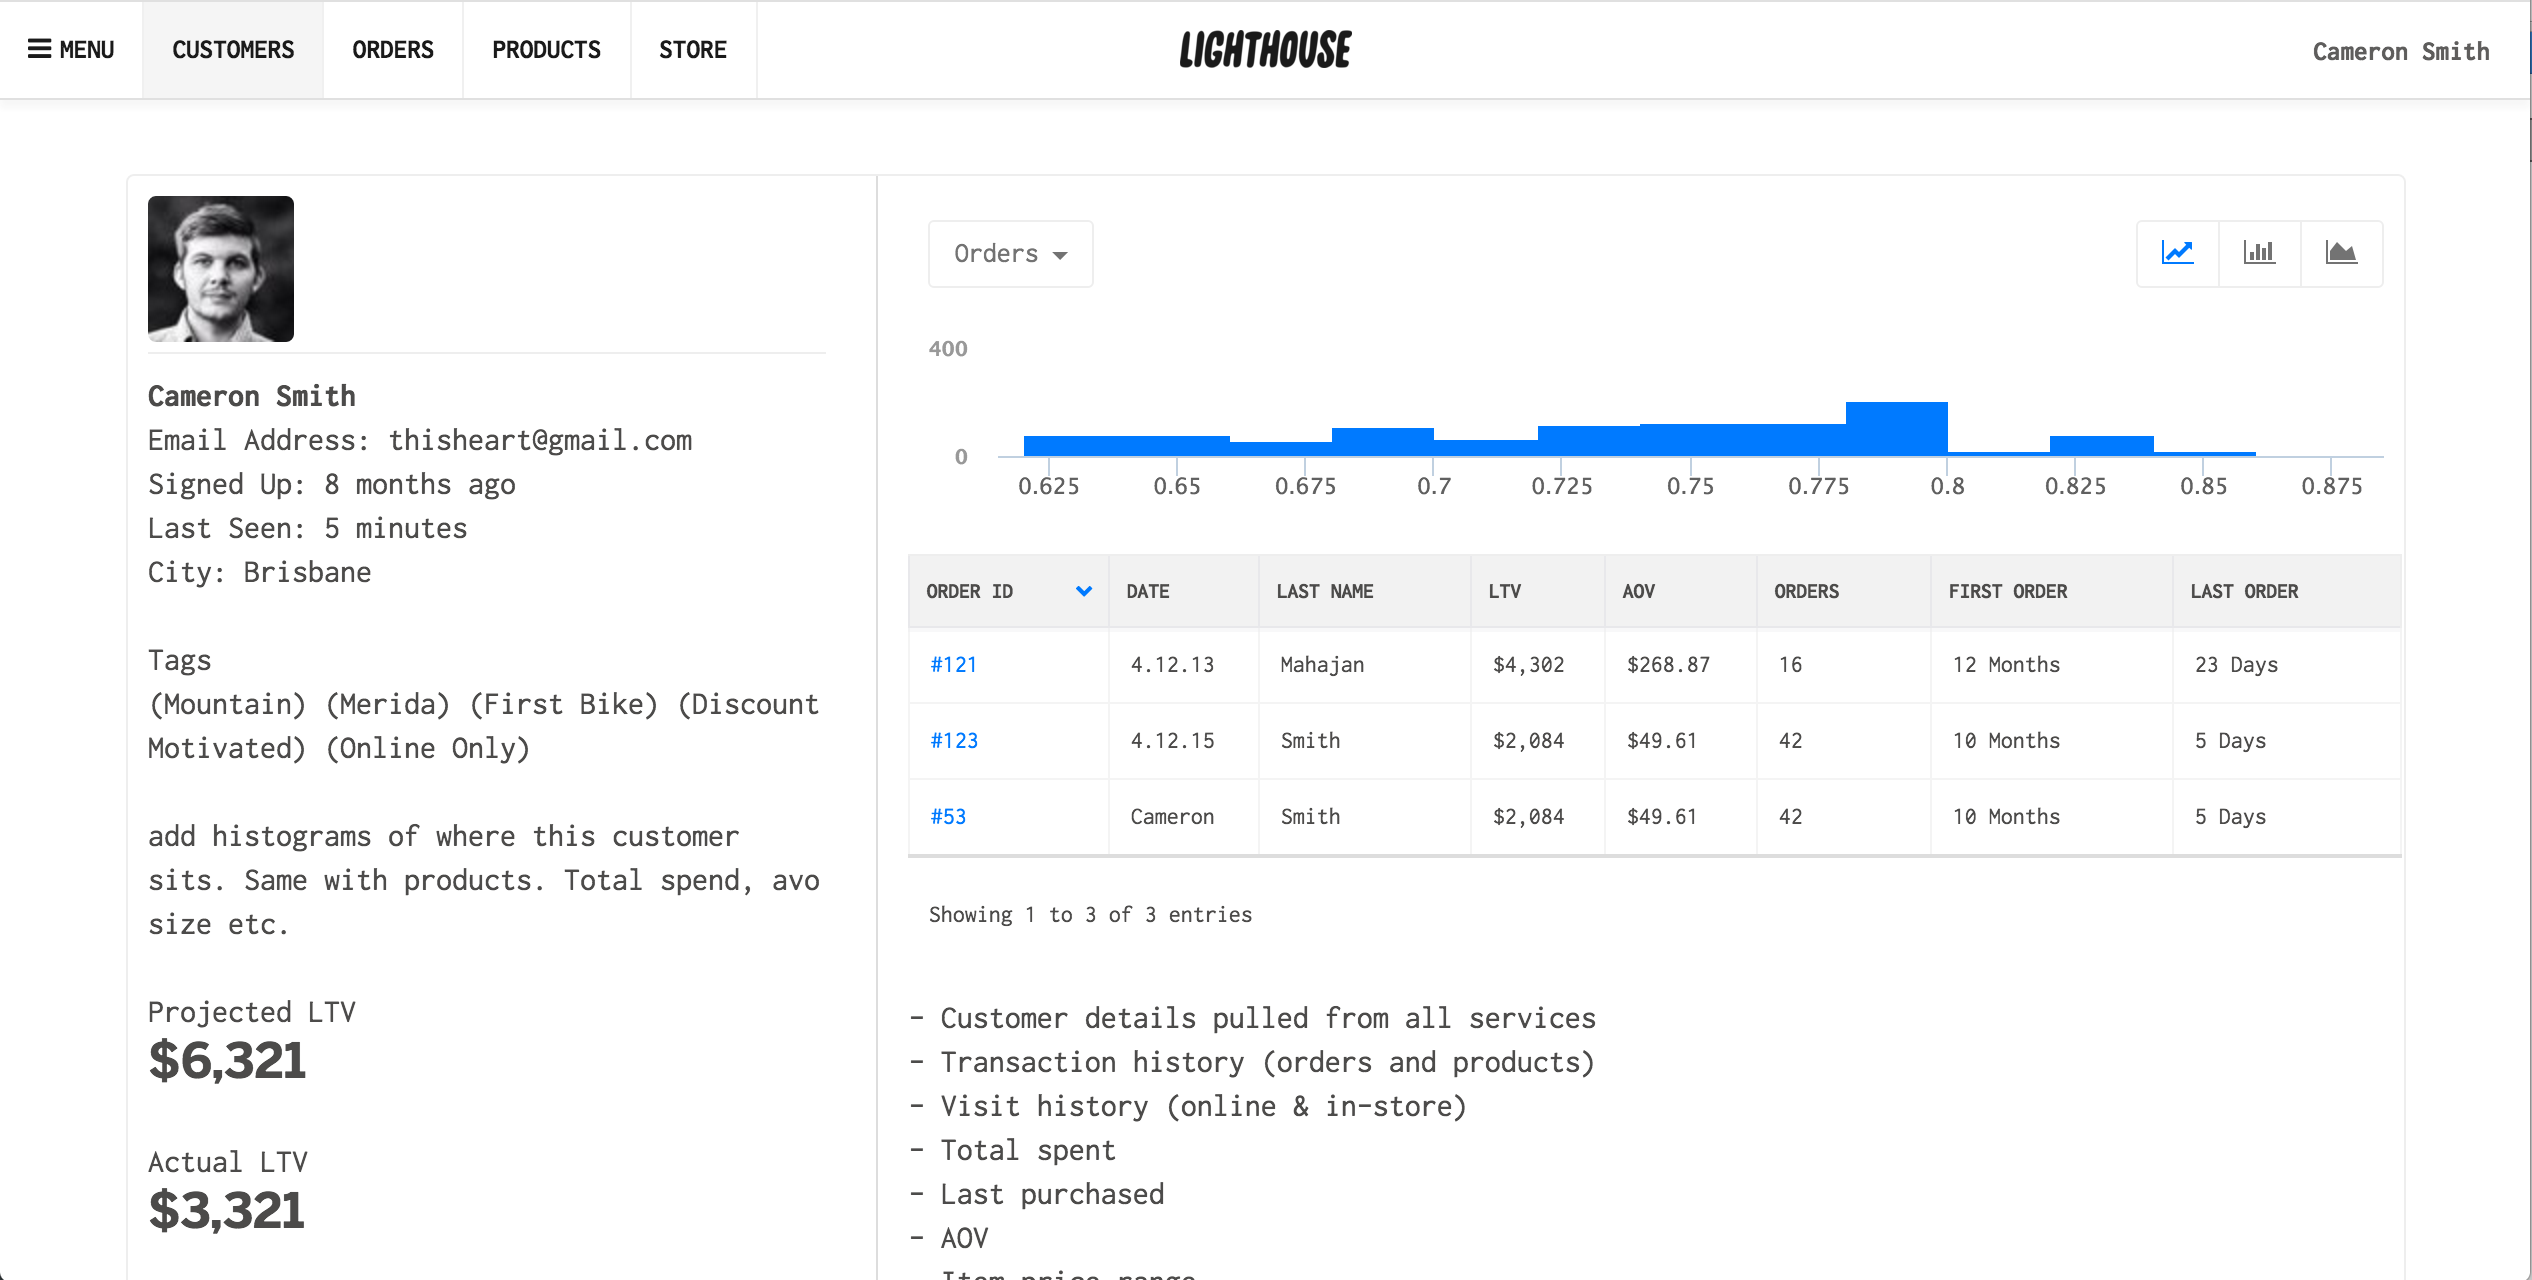 MENU CUSTOMERS ORDERS PRODUCTS STORE LIGHTHOUSE Cameron Smith
Cameron Smith
Email Address: thisheart@gmail.com
Signed Up: 8 months ago
Last Seen: 5 minutes
City: Brisbane
Tags
(Mountain) (Merida) (First Bike) (Discount
Motivated) (Online Only)
add histograms of where this customer
sits. Same with products. Total spend, avo
size etc.
Projected LTV
$6,321
Actual LTV
$3,321
Orders
400
0
0.625 0.65 0.675 0.7 0.725 0.75 0.775 0.8 0.825 0.85 0.875
ORDER ID DATE LAST NAME LTV AOV ORDERS FIRST ORDER LAST ORDER
#121 4.12.13 Mahajan $4,302 $268.87 16 12 Months 23 Days
#123 4.12.15 Smith $2,084 $49.61 42 10 Months 5 Days
#53 Cameron Smith $2,084 $49.61 42 10 Months 5 Days
Showing 1 to 3 of 3 entries
- Customer details pulled from all services
- Transaction history (orders and products)
- Visit history (online & in-store)
- Total spent
- Last purchased
- AOV
Item price range